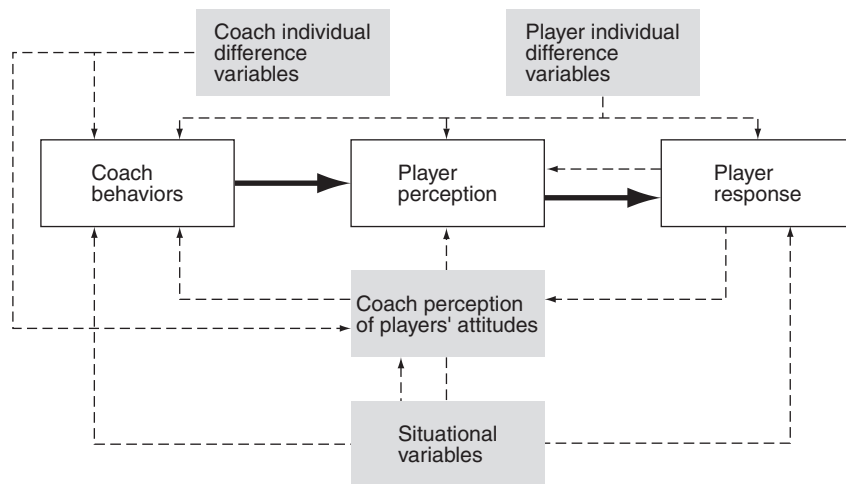 Coach individual
difference
variables
Player individual
difference
variables
Coach
behaviors
Player
perception
Player
response
Coach perception
of players' attitudes
Situational
variables